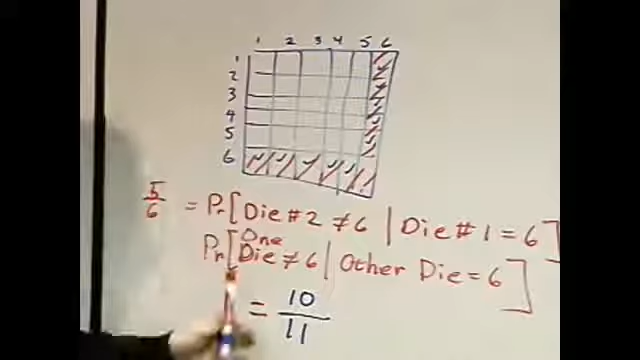 1 2 3 4 5 6
1
2
3
4
5
6
5/6 = Pr[Die #2 ≠ 6 | Die #1 = 6]
Pr[One Die ≠ 6 | Other Die = 6]
= 10/11